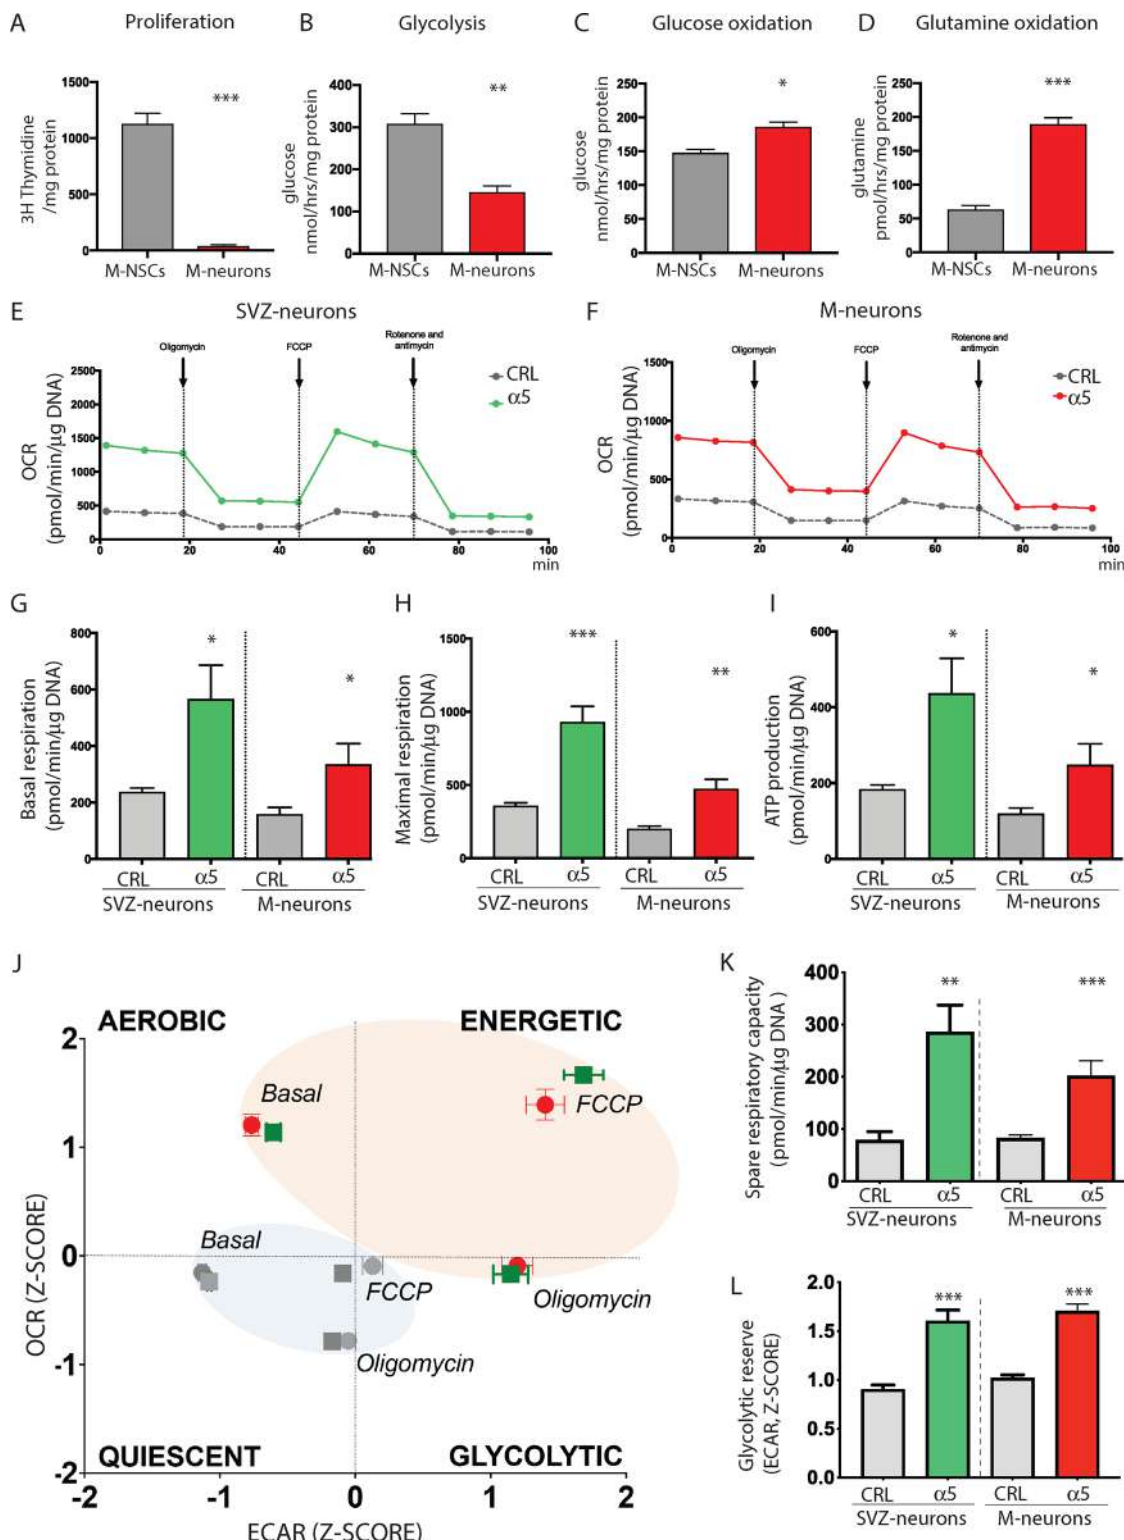 A Proliferation
B Glycolysis
C Glucose oxidation
D Glutamine oxidation
3H Thymidine
/mg protein
1500
1000
500
0
***
M-NSCs M-neurons
glucose
nmol/hrs/mg protein
400
300
200
100
0
**
M-NSCs M-neurons
glucose
nmol/hrs/mg protein
250
200
150
100
50
0
*
M-NSCs M-neurons
glutamine
pmol/hrs/mg protein
250
200
150
100
50
0
***
M-NSCs M-neurons
E SVZ-neurons
Oligomycin
FCCP
Rotenone and
antimycin
CRL
α5
OCR
(pmol/min/μg DNA)
2500
2000
1500
1000
500
0
0 20 40 60 80 100
min
F M-neurons
Oligomycin
FCCP
Rotenone and
antimycin
CRL
α5
OCR
(pmol/min/μg DNA)
1500
1000
500
0
0 20 40 60 80 100
min
G
Basal respiration
(pmol/min/μg DNA)
800
600
400
200
0
*
*
CRL α5 CRL α5
SVZ-neurons M-neurons
H
Maximal respiration
(pmol/min/μg DNA)
1500
1000
500
0
***
**
CRL α5 CRL α5
SVZ-neurons M-neurons
I
ATP production
(pmol/min/μg DNA)
600
400
200
0
*
*
CRL α5 CRL α5
SVZ-neurons M-neurons
J
AEROBIC ENERGETIC
Basal
FCCP
Basal
FCCP
Oligomycin
Oligomycin
QUIESCENT GLYCOLYTIC
OCR (Z-SCORE)
2
1
0
-1
-2
-2 -1 0 1 2
ECAR (Z-SCORE)
K
Spare respiratory capacity
(pmol/min/μg DNA )
400
300
200
100
0
**
***
CRL α5 CRL α5
SVZ-neurons M-neurons
L
Glycolytic reserve
(ECAR, Z-SCORE)
2.0
1.5
1.0
0.5
0.0
***
***
CRL α5 CRL α5
SVZ-neurons M-neurons